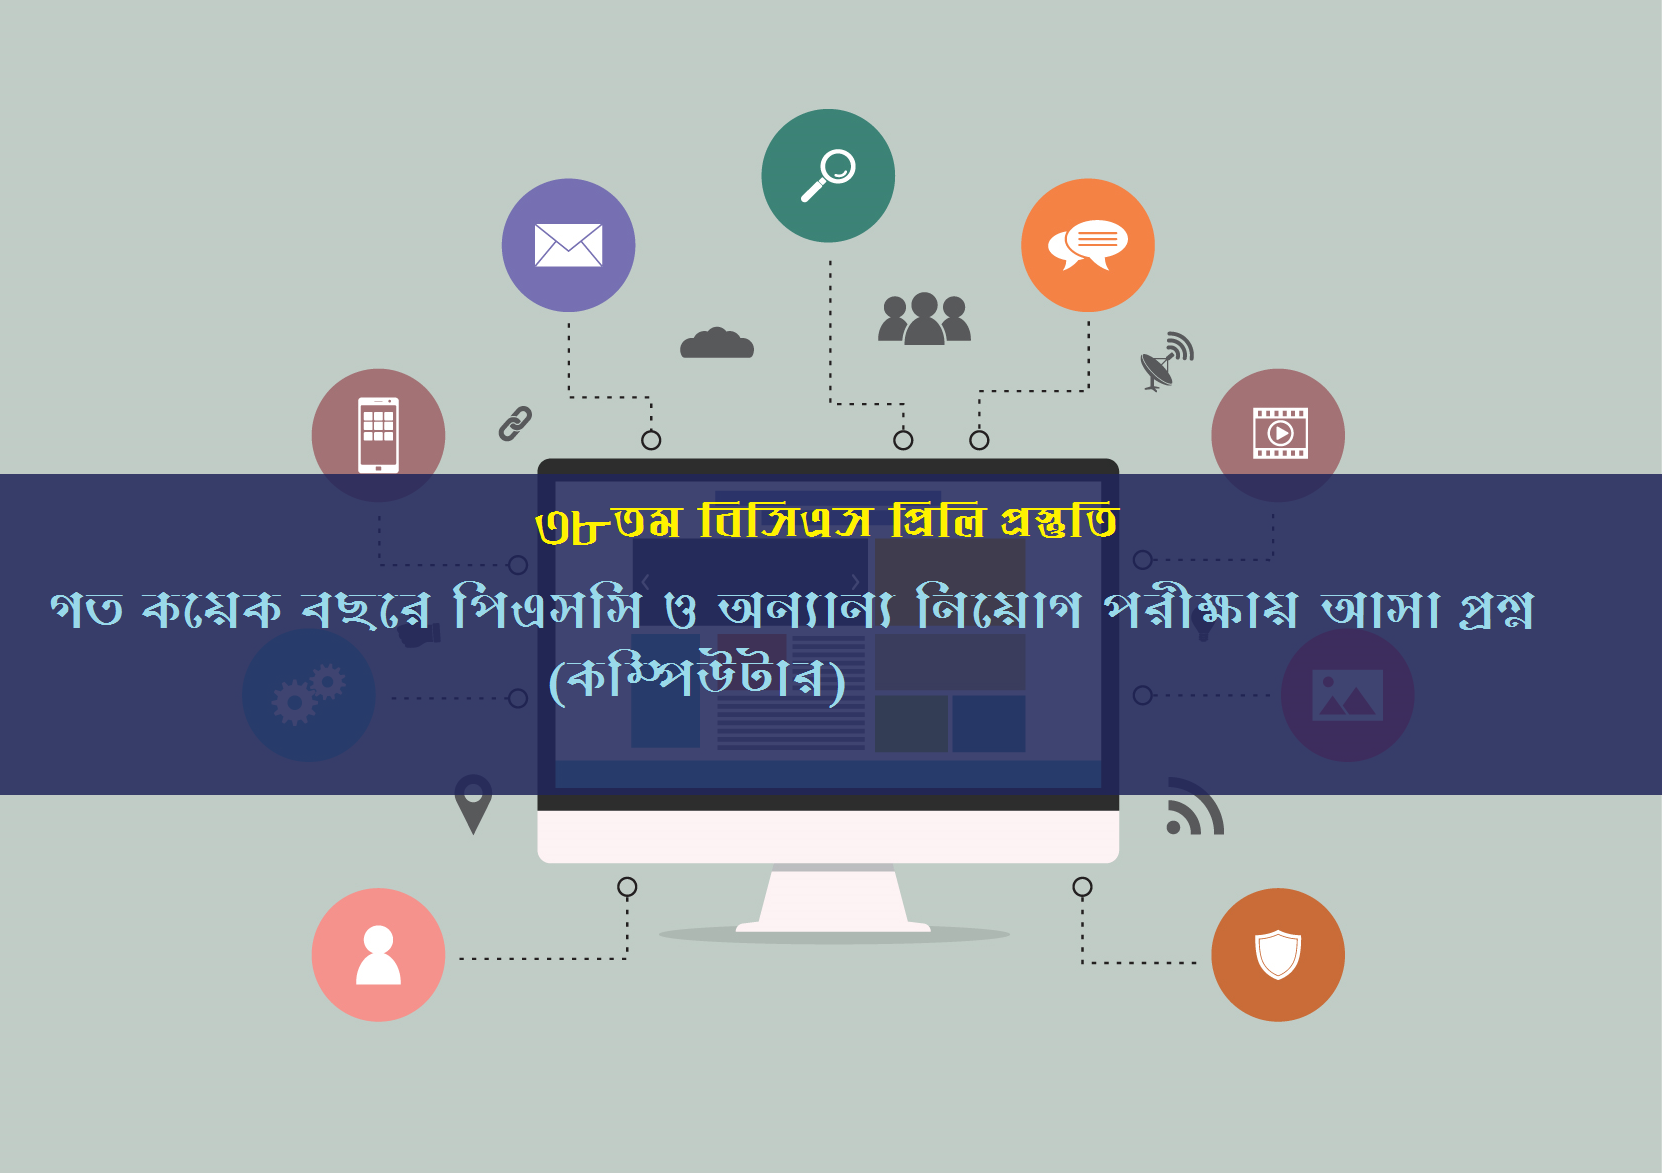 ৩৮তম বিসিএস প্রিলি প্রস্তুতি
গত কয়েক বছরে পিএসসি ও অন্যান্য নিয়োগ পরীক্ষায় আসা প্রশ্ন
(কম্পিউটার)